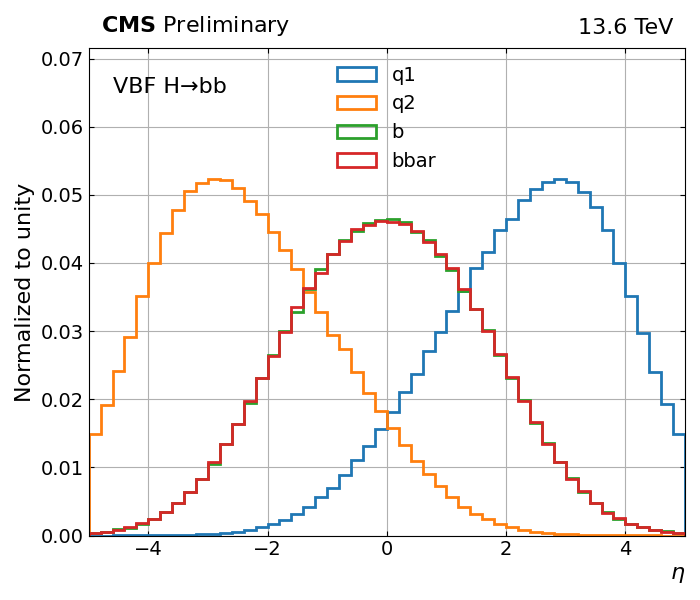 CMS Preliminary 13.6 TeV
VBF H→bb
q1
q2
b
bbar
Normalized to unity
0.07
0.06
0.05
0.04
0.03
0.02
0.01
0.00
−4 −2 0 2 4
η